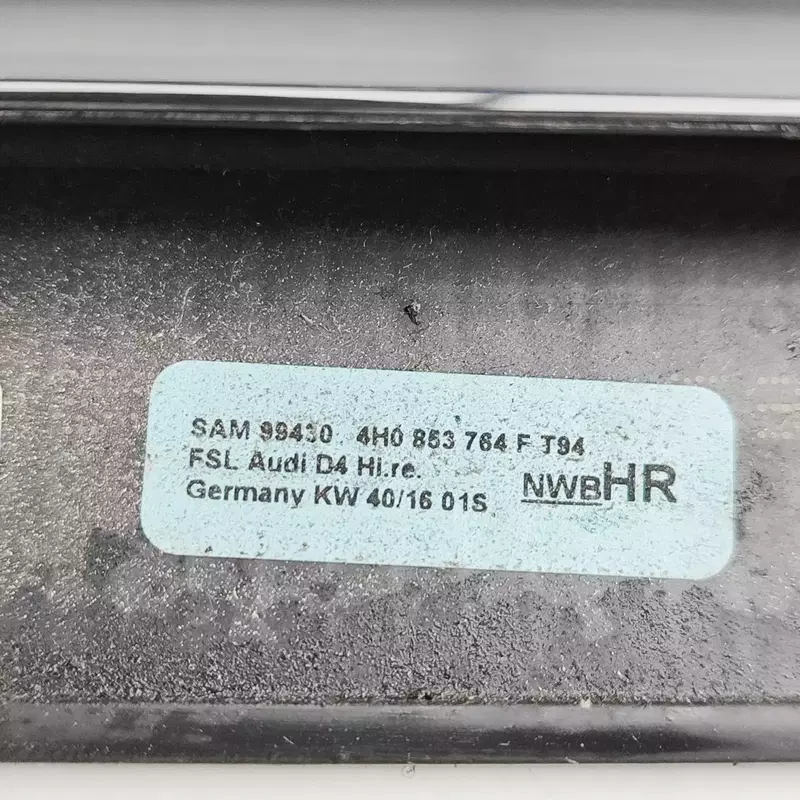 SAM 99430 4H0 853 764 F T94
FSL Audi D4 Hi.re.
Germany KW 40/16 01S NWBHR